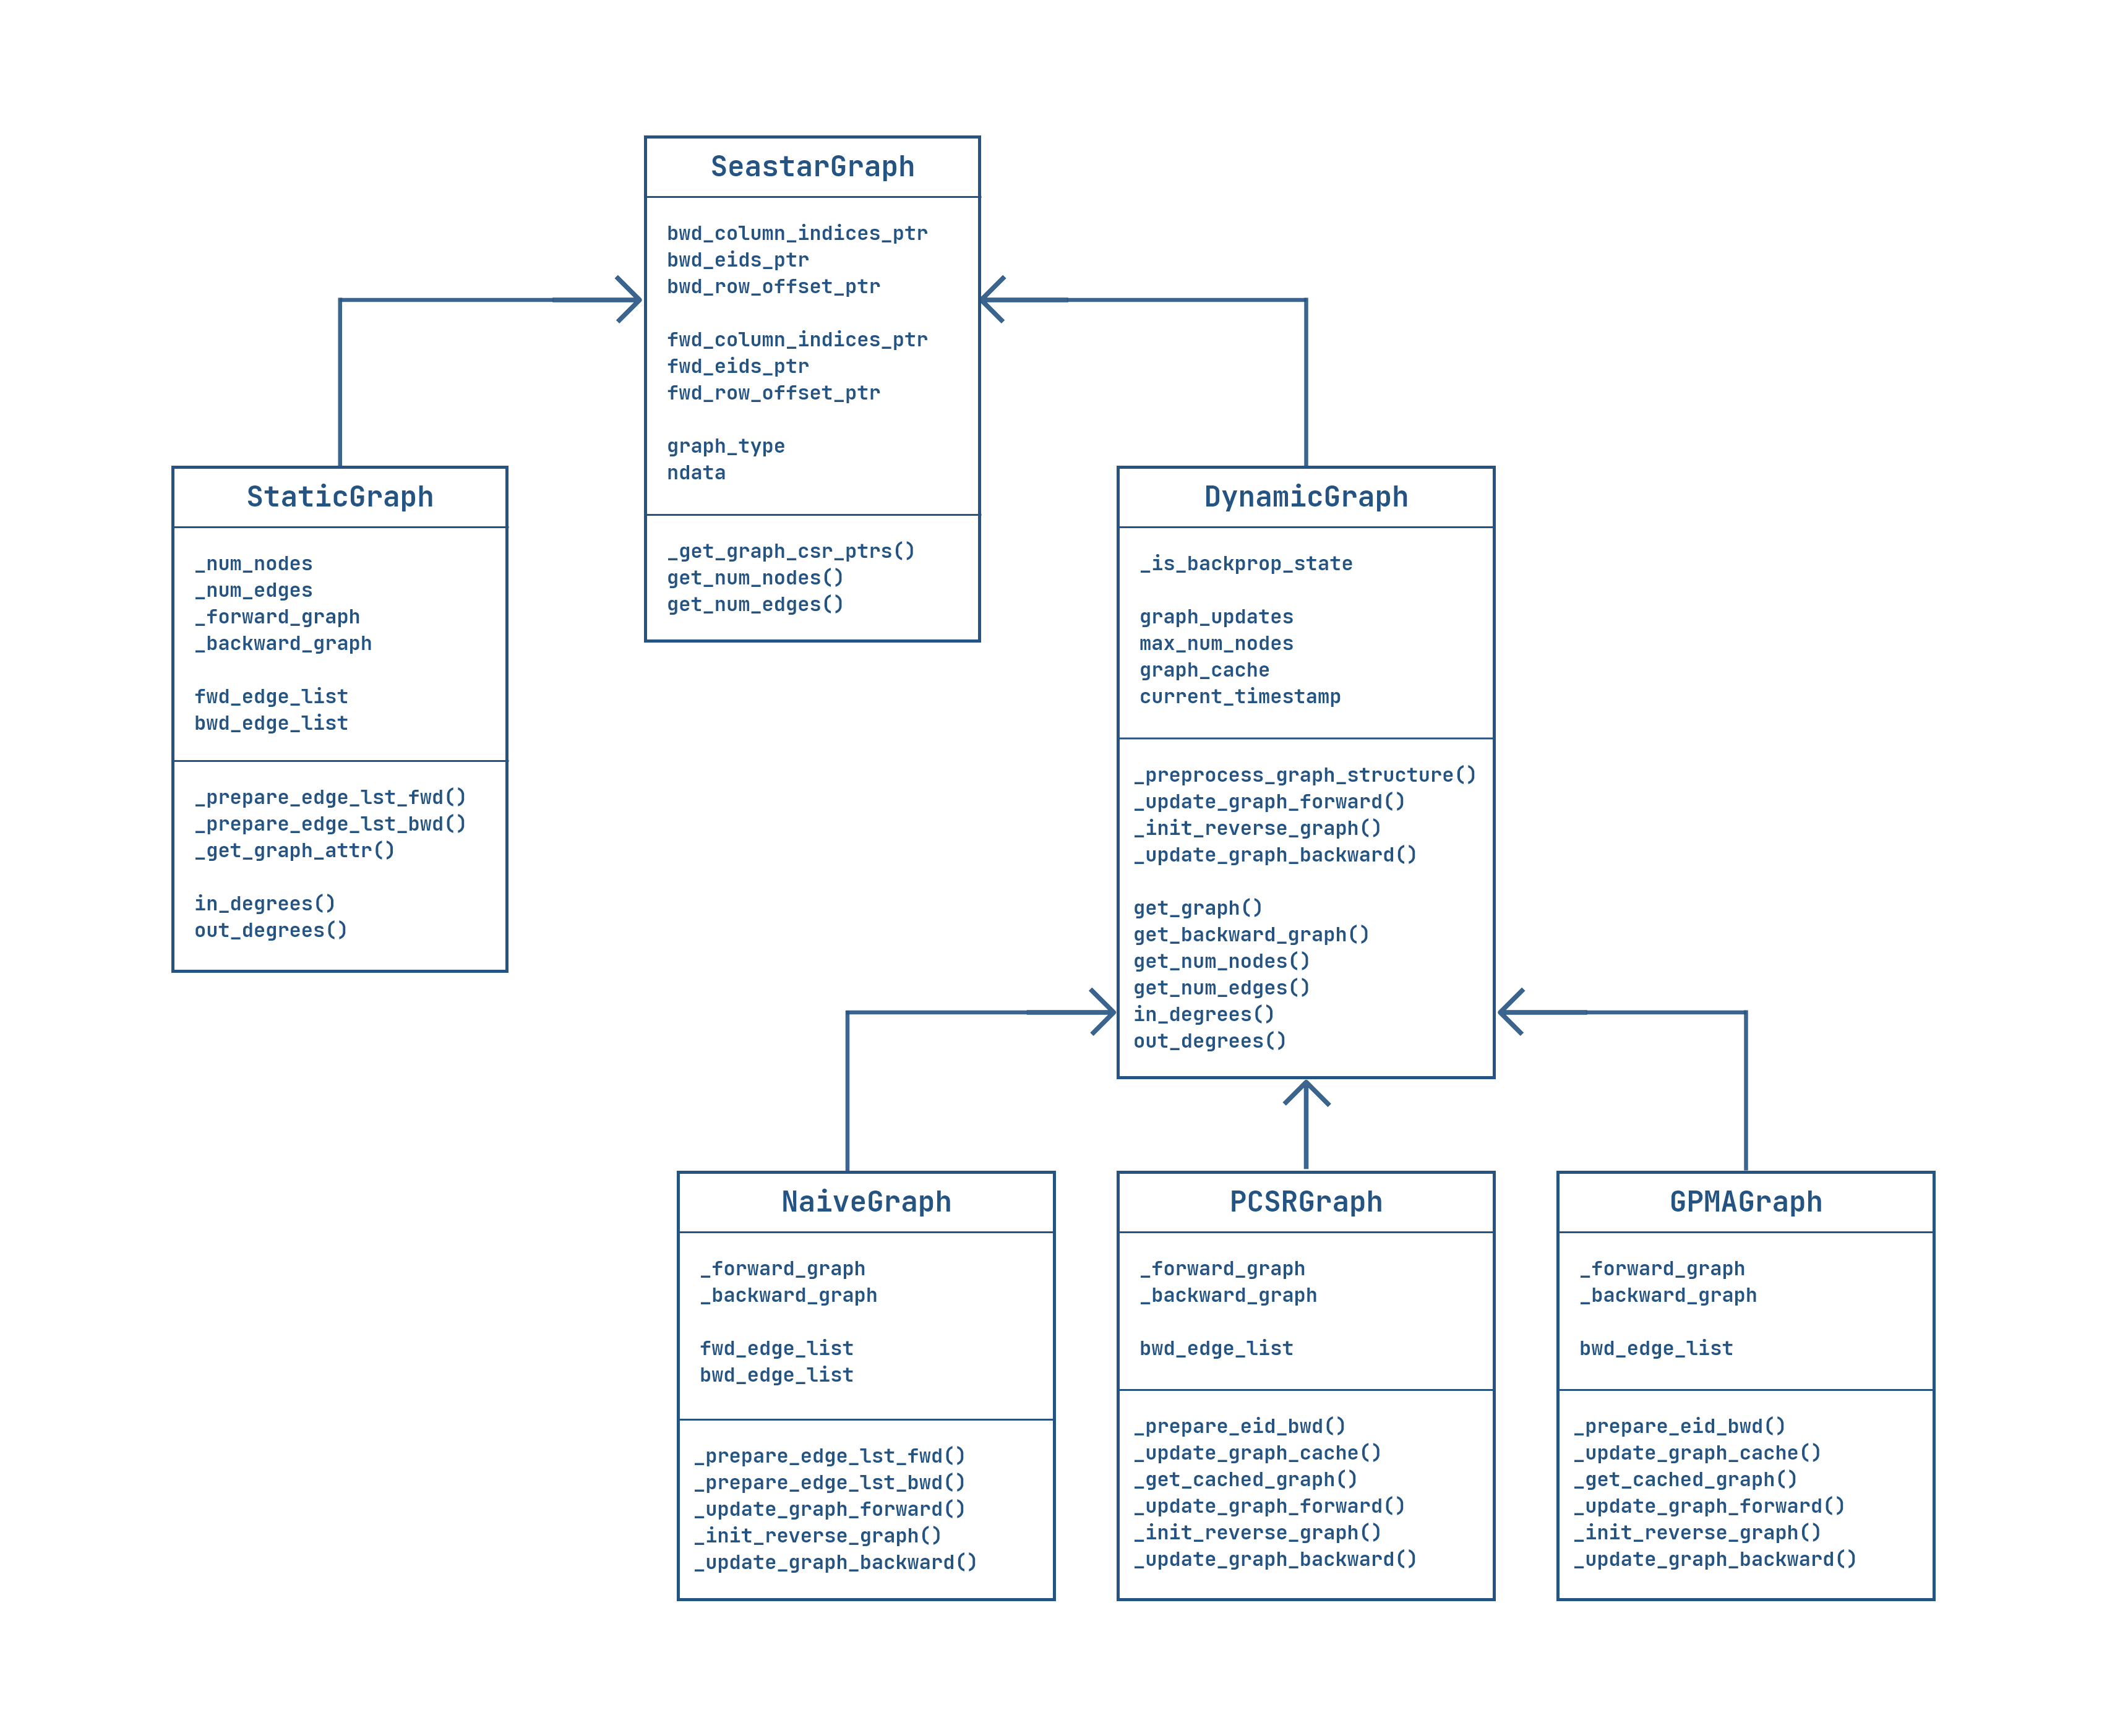 SeastarGraph
bwd_column_indices_ptr
bwd_eids_ptr
bwd_row_offset_ptr
fwd_column_indices_ptr
fwd_eids_ptr
fwd_row_offset_ptr
graph_type
ndata
_get_graph_csr_ptrs()
get_num_nodes()
get_num_edges()
StaticGraph
_num_nodes
_num_edges
_forward_graph
_backward_graph
fwd_edge_list
bwd_edge_list
_prepare_edge_lst_fwd()
_prepare_edge_lst_bwd()
_get_graph_attr()
in_degrees()
out_degrees()
DynamicGraph
_is_backprop_state
graph_updates
max_num_nodes
graph_cache
current_timestamp
_preprocess_graph_structure()
_update_graph_forward()
_init_reverse_graph()
_update_graph_backward()
get_graph()
get_backward_graph()
get_num_nodes()
get_num_edges()
in_degrees()
out_degrees()
NaiveGraph
_forward_graph
_backward_graph
fwd_edge_list
bwd_edge_list
_prepare_edge_lst_fwd()
_prepare_edge_lst_bwd()
_update_graph_forward()
_init_reverse_graph()
_update_graph_backward()
PCSRGraph
_forward_graph
_backward_graph
bwd_edge_list
_prepare_eid_bwd()
_update_graph_cache()
_get_cached_graph()
_update_graph_forward()
_init_reverse_graph()
_update_graph_backward()
GPMAGraph
_forward_graph
_backward_graph
bwd_edge_list
_prepare_eid_bwd()
_update_graph_cache()
_get_cached_graph()
_update_graph_forward()
_init_reverse_graph()
_update_graph_backward()